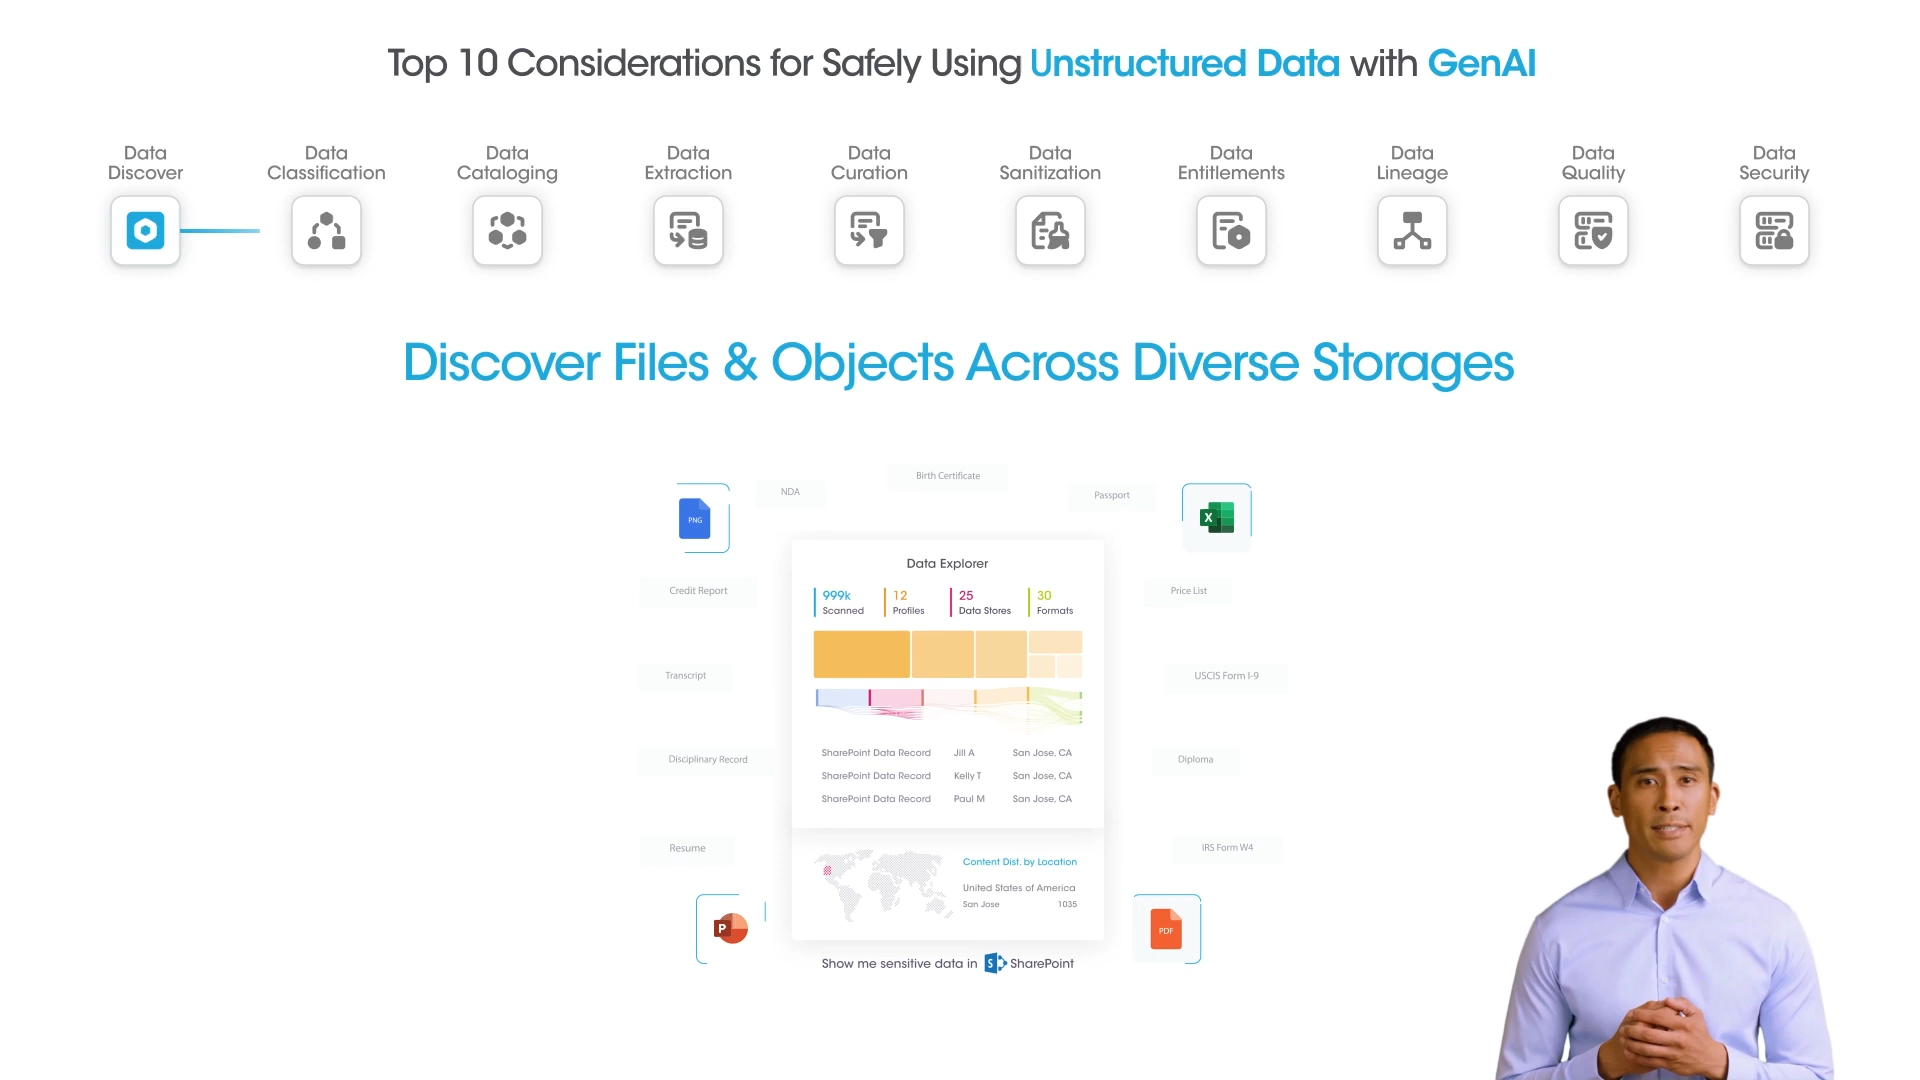 Top 10 Considerations for Safely Using Unstructured Data with GenAI
Data
Discover
Data
Classification
Data
Cataloging
Data
Extraction
Data
Curation
Data
Sanitization
Data
Entitlements
Data
Lineage
Data
Quality
Data
Security
Discover Files & Objects Across Diverse Storages
Birth Certificate
NDA
Passport
PNG
X
Data Explorer
999k
Scanned
12
Profiles
25
Data Stores
30
Formats
Credit Report
Price List
Transcript
USCIS Form I-9
SharePoint Data Record Jill A San Jose, CA
SharePoint Data Record Kelly T San Jose, CA
SharePoint Data Record Paul M San Jose, CA
Disciplinary Record
Diploma
Resume
IRS Form W4
Content Dist. by Location
United States of America
San Jose 1035
P
PDF
Show me sensitive data in S SharePoint